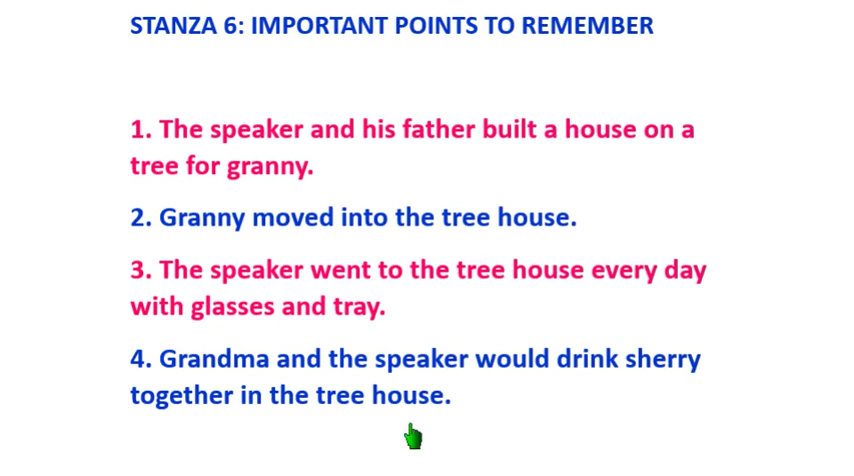 STANZA 6: IMPORTANT POINTS TO REMEMBER
1. The speaker and his father built a house on a
tree for granny.
2. Granny moved into the tree house.
3. The speaker went to the tree house every day
with glasses and tray.
4. Grandma and the speaker would drink sherry
together in the tree house.